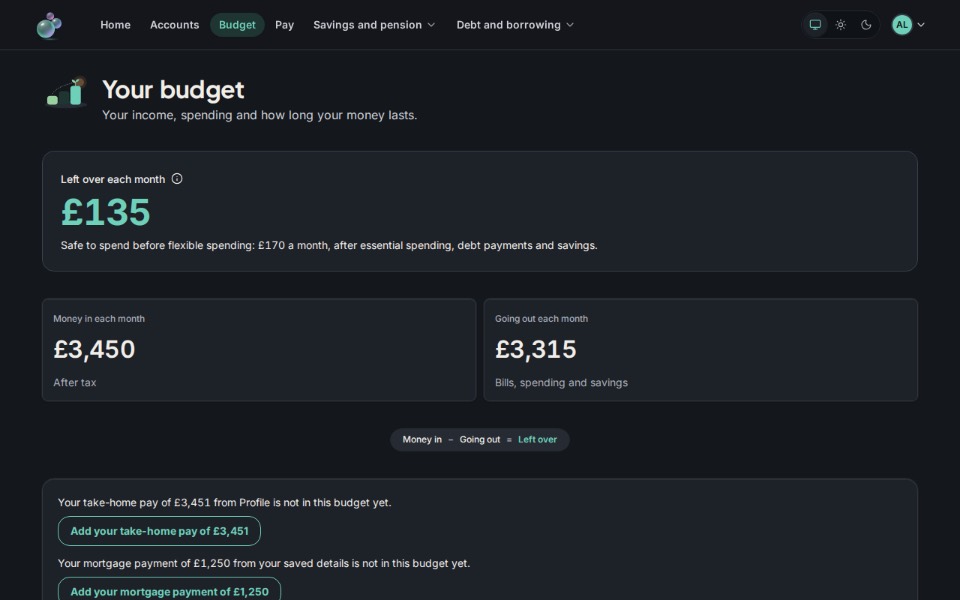 Home Accounts Budget Pay Savings and pension Debt and borrowing AL
Your budget
Your income, spending and how long your money lasts.
Left over each month
£135
Safe to spend before flexible spending: £170 a month, after essential spending, debt payments and savings.
Money in each month
£3,450
After tax
Going out each month
£3,315
Bills, spending and savings
Money in − Going out = Left over
Your take-home pay of £3,451 from Profile is not in this budget yet.
Add your take-home pay of £3,451
Your mortgage payment of £1,250 from your saved details is not in this budget yet.
Add your mortgage payment of £1,250